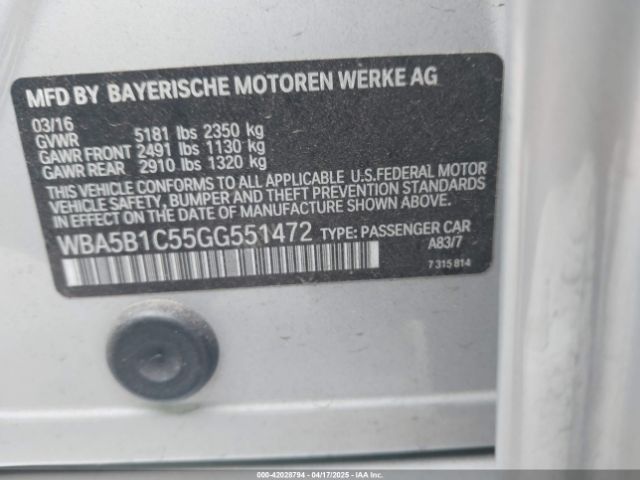 MFD BY BAYERISCHE MOTOREN WERKE AG
03/16
GVWR 5181 lbs 2350 kg
GAWR FRONT 2491 lbs 1130 kg
GAWR REAR 2910 lbs 1320 kg
THIS VEHICLE CONFORMS TO ALL APPLICABLE U.S.FEDERAL MOTOR
VEHICLE SAFETY, BUMPER AND THEFT PREVENTION STANDARDS
IN EFFECT ON THE DATE OF MANUFACTURE SHOWN ABOVE.
WBA5B1C55GG551472 TYPE: PASSENGER CAR
A83/7
7 315 814
000-42028794 - 04/17/2025 - IAA Inc.